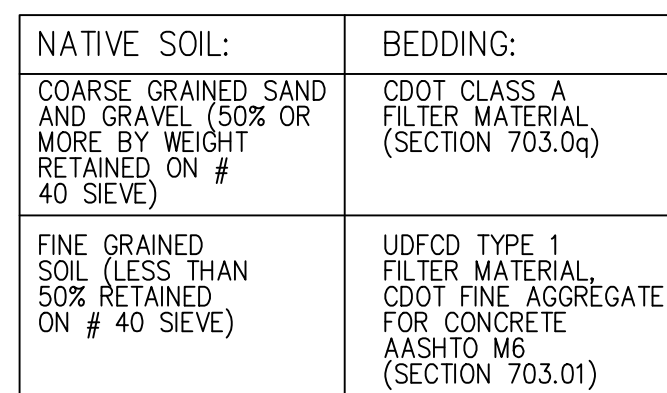 NATIVE SOIL:
BEDDING:
COARSE GRAINED SAND
AND GRAVEL (50% OR
MORE BY WEIGHT
RETAINED ON #
40 SIEVE)
CDOT CLASS A
FILTER MATERIAL
(SECTION 703.0q)
FINE GRAINED
SOIL (LESS THAN
50% RETAINED
ON # 40 SIEVE)
UDFCD TYPE 1
FILTER MATERIAL,
CDOT FINE AGGREGATE
FOR CONCRETE
AASHTO M6
(SECTION 703.01)